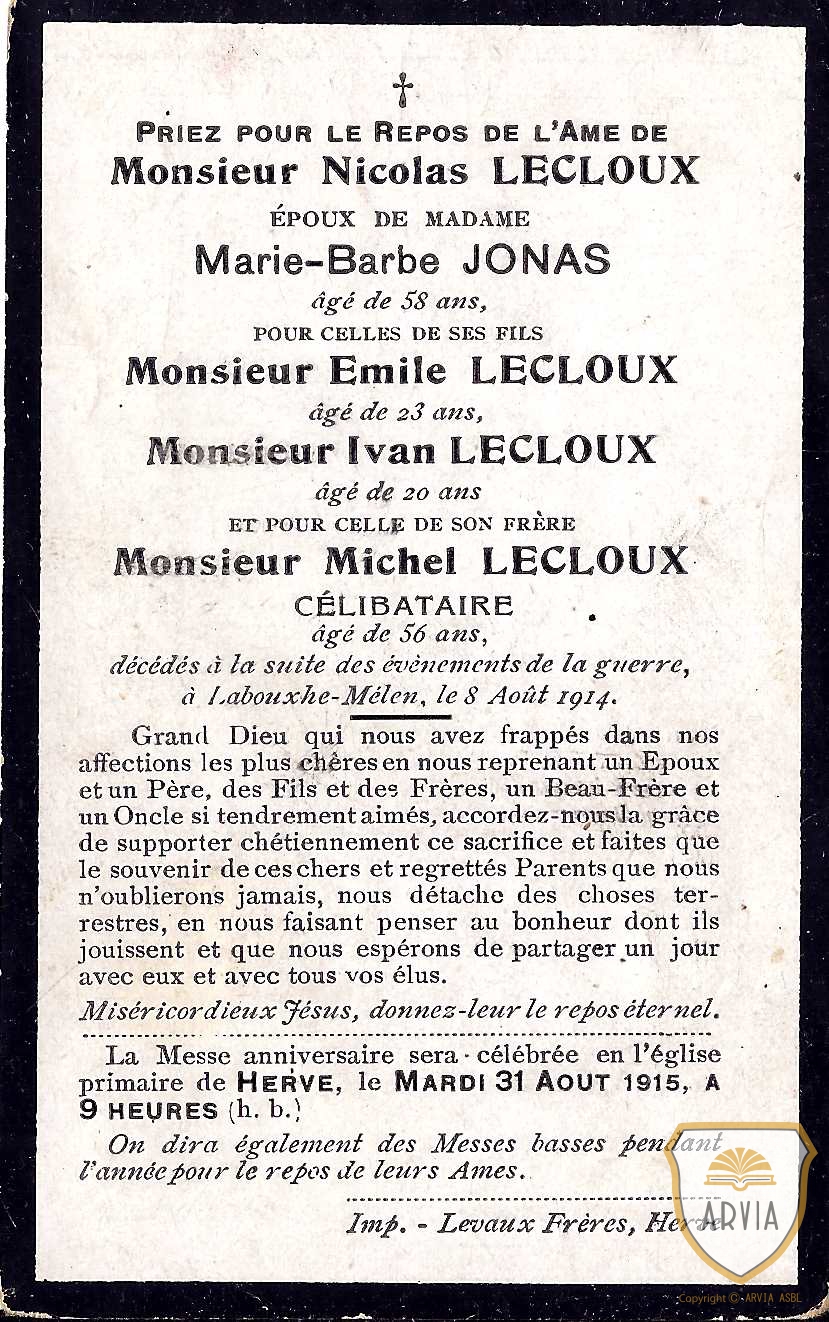 PRIEZ POUR LE REPOS DE L'AME DE
Monsieur Nicolas LECLOUX
ÉPOUX DE MADAME
Marie-Barbe JONAS
âgé de 58 ans,
POUR CELLES DE SES FILS
Monsieur Emile LECLOUX
âgé de 23 ans,
Monsieur Ivan LECLOUX
âgé de 20 ans
ET POUR CELLE DE SON FRÈRE
Monsieur Michel LECLOUX
CÉLIBATAIRE
âgé de 56 ans,
décédés à la suite des évènements de la guerre,
à Labouxhe-Mélen, le 8 Août 1914.
Grand Dieu qui nous avez frappés dans nos
affections les plus chêres en nous reprenant un Epoux
et un Père, des Fils et des Frères, un Beau-Frère et
un Oncle si tendrement aimés, accordez-nous la grâce
de supporter chétiennement ce sacrifice et faites que
le souvenir de ces chers et regrettés Parents que nous
n'oublierons jamais, nous détache des choses ter-
restres, en nous faisant penser au bonheur dont ils
jouissent et que nous espérons de partager un jour
avec eux et avec tous vos élus.
Miséricordieux Jésus, donnez-leur le repos éternel.
La Messe anniversaire sera célébrée en l'église
primaire de HERVE, le MARDI 31 AOUT 1915, A
9 HEURES (h. b.)
On dira également des Messes basses pendant
l'année pour le repos de leurs Ames.
Imp. - Levaux Frères, Herve
ARVIA
Copyright © ARVIA ASBL